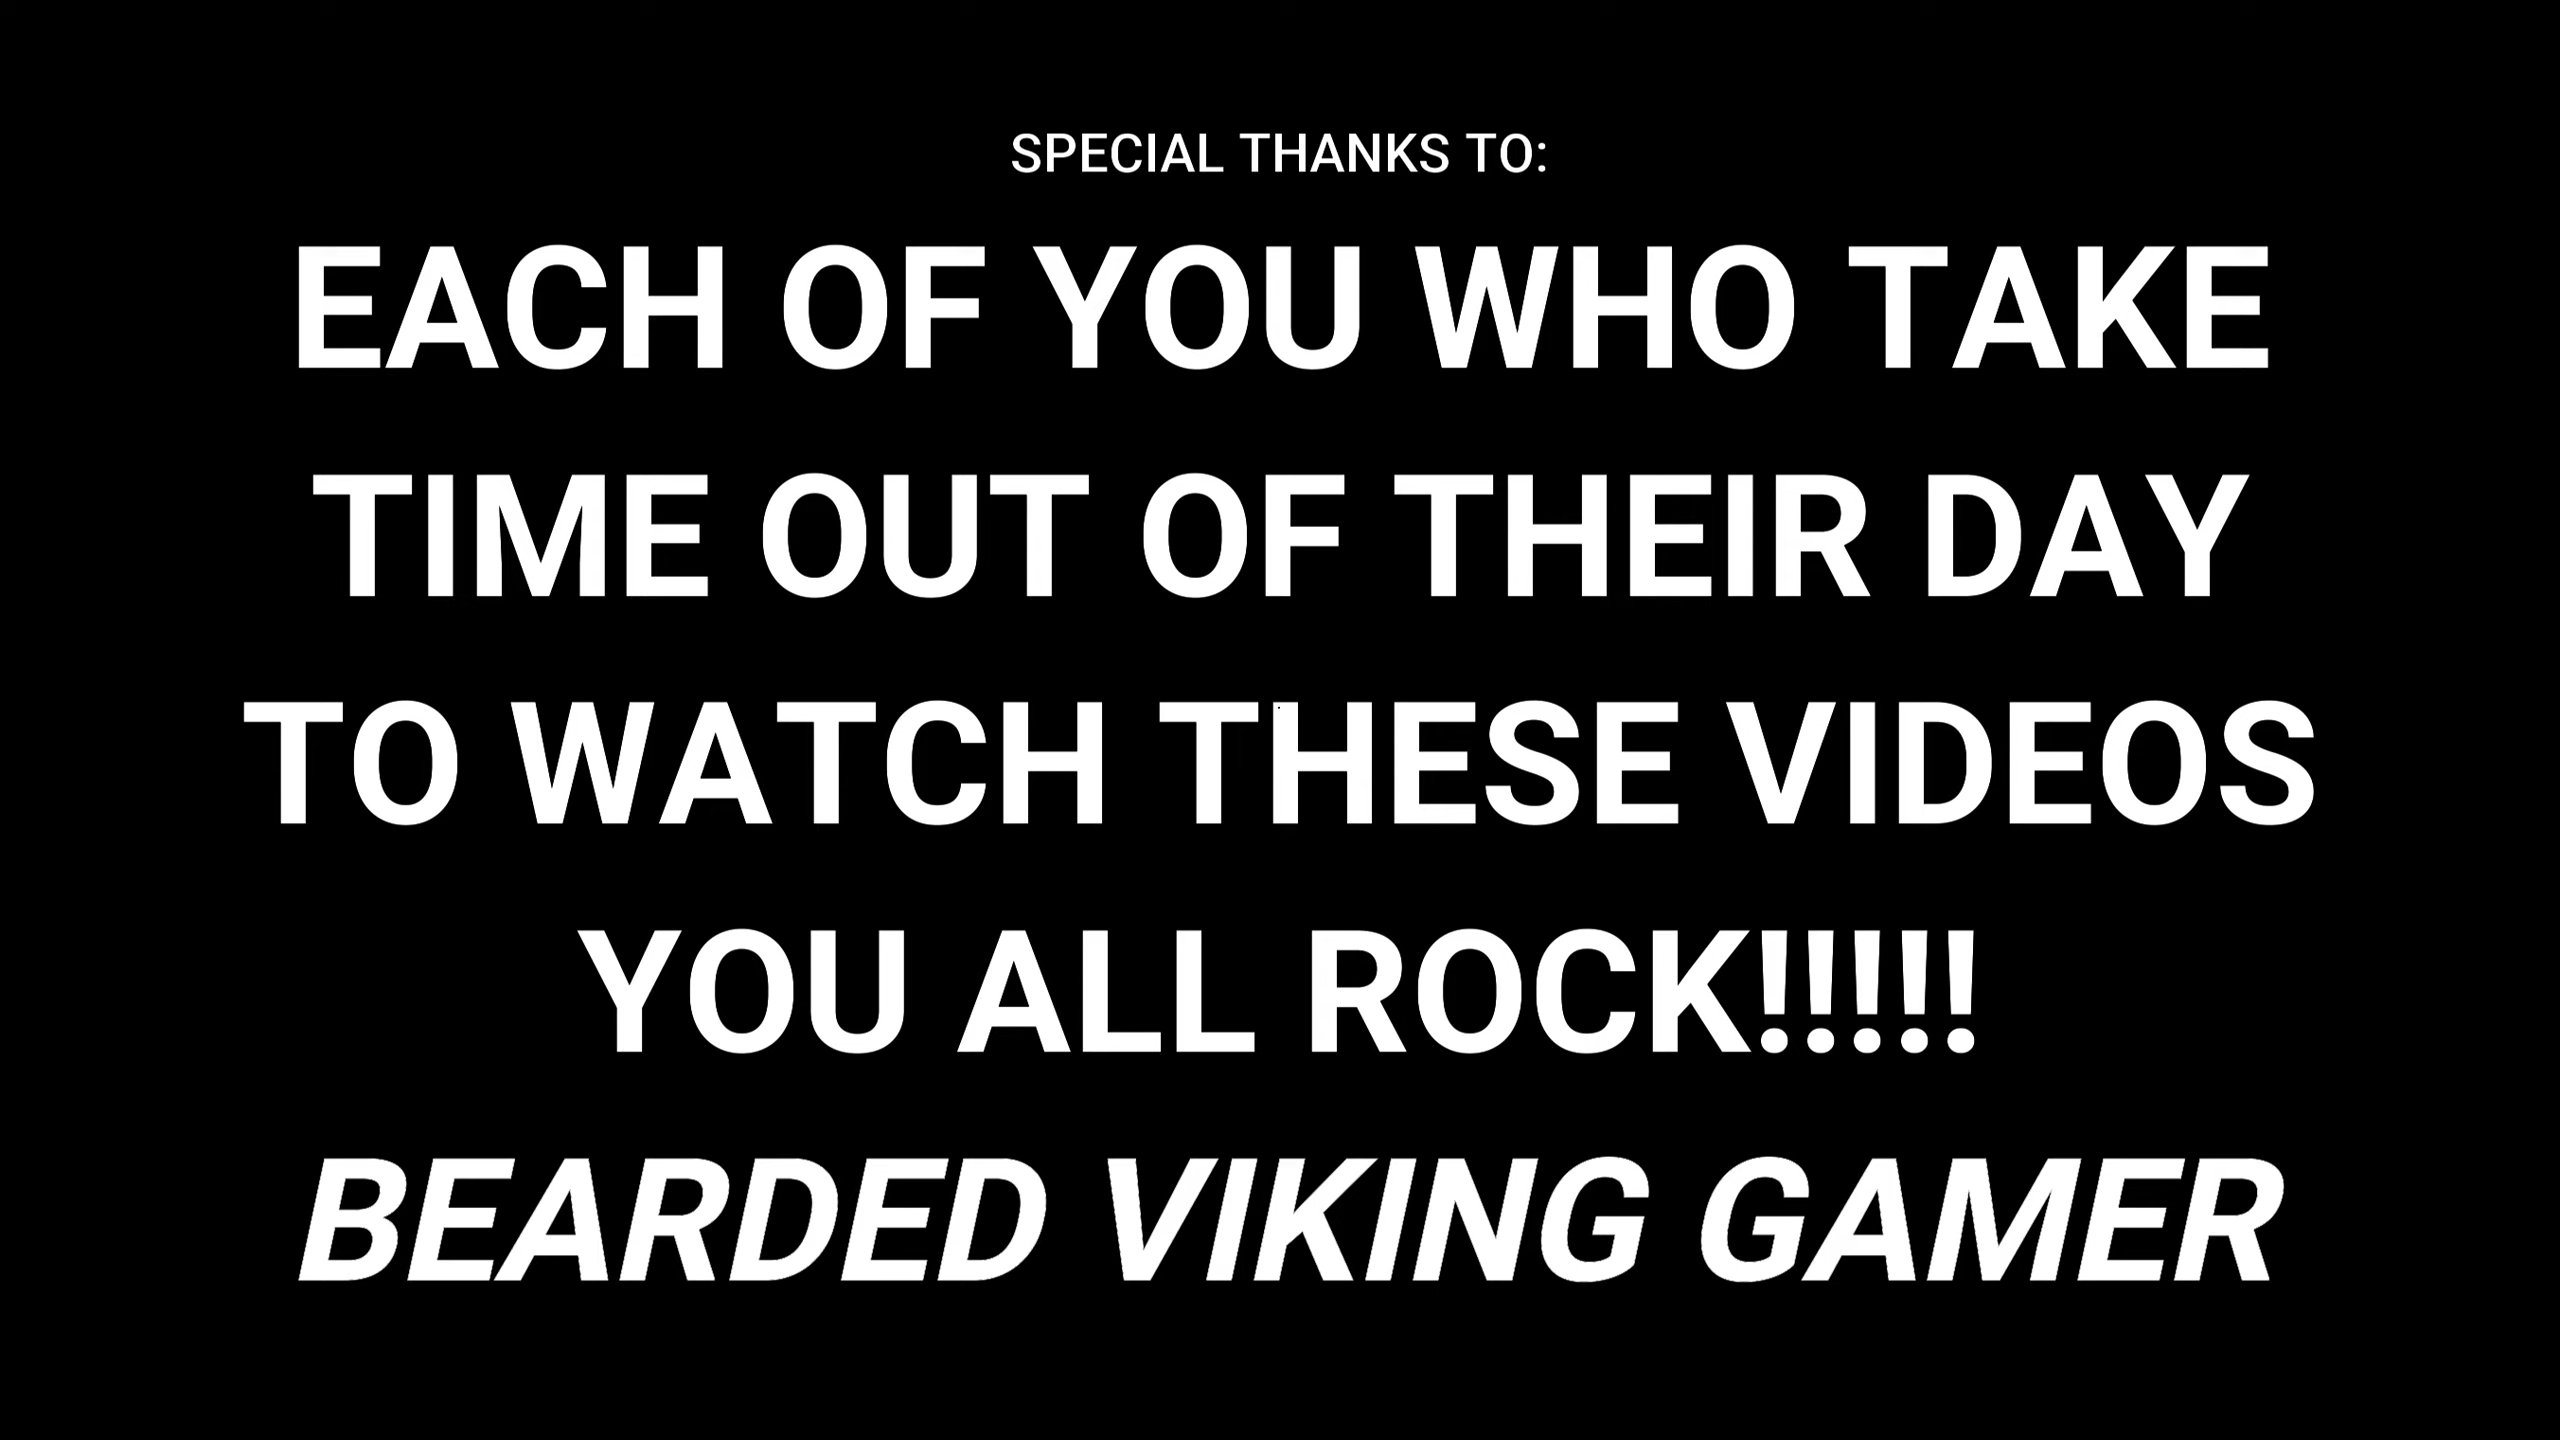 SPECIAL THANKS TO:
EACH OF YOU WHO TAKE
TIME OUT OF THEIR DAY
TO WATCH THESE VIDEOS
YOU ALL ROCK!!!!!
BEARDED VIKING GAMER